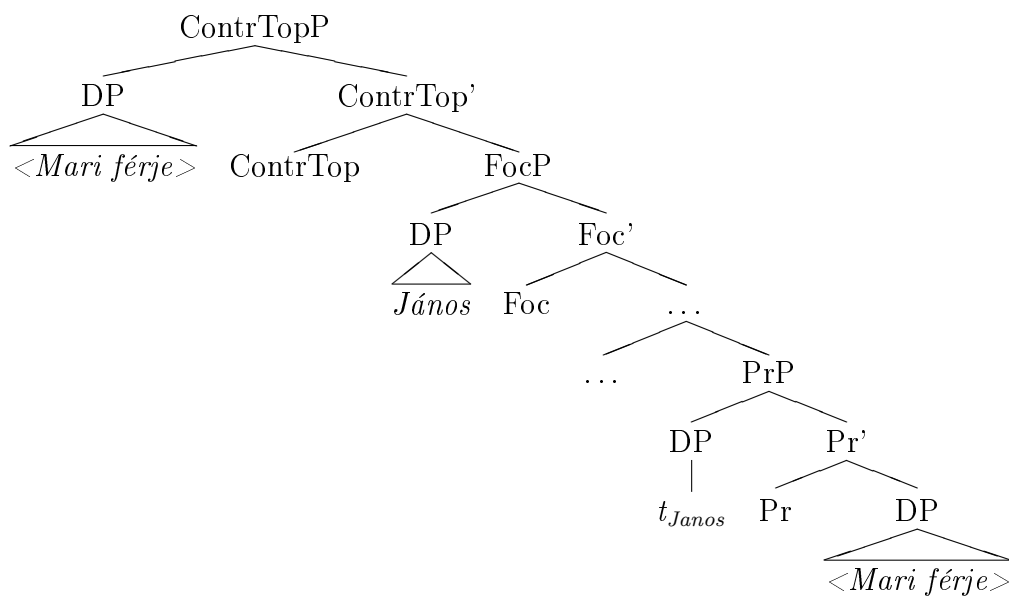 ContrTopP
DP ContrTop'
<Mari férje> ContrTop FocP
DP Foc'
János Foc ...
... PrP
DP Pr'
t_Janos Pr DP
<Mari férje>